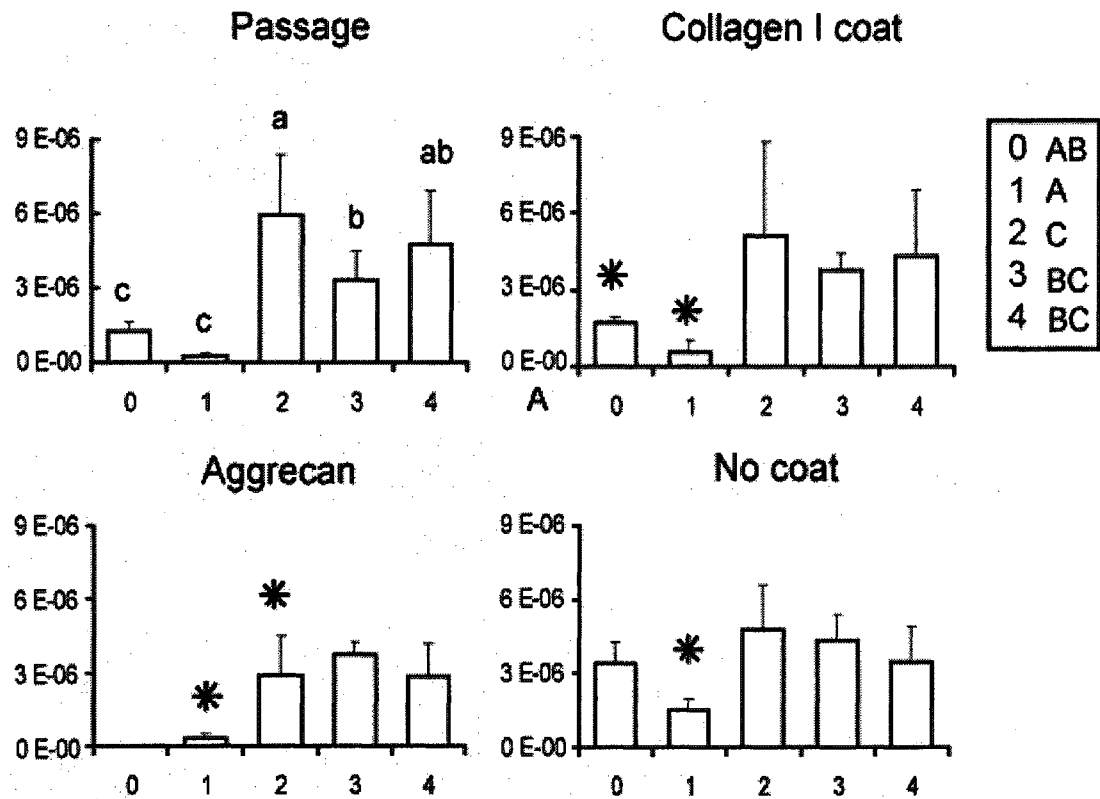 Passage
9 E-06
6 E-06
3 E-06
0 E-00
c
c
a
b
ab
0 1 2 3 4
Collagen I coat
9 E-06
6 E-06
3 E-06
0 E-00
*
*
A
0 1 2 3 4
0 AB
1 A
2 C
3 BC
4 BC
Aggrecan
9 E-06
6 E-06
3 E-06
0 E-00
*
*
0 1 2 3 4
No coat
9 E-06
6 E-06
3 E-06
0 E-00
*
0 1 2 3 4